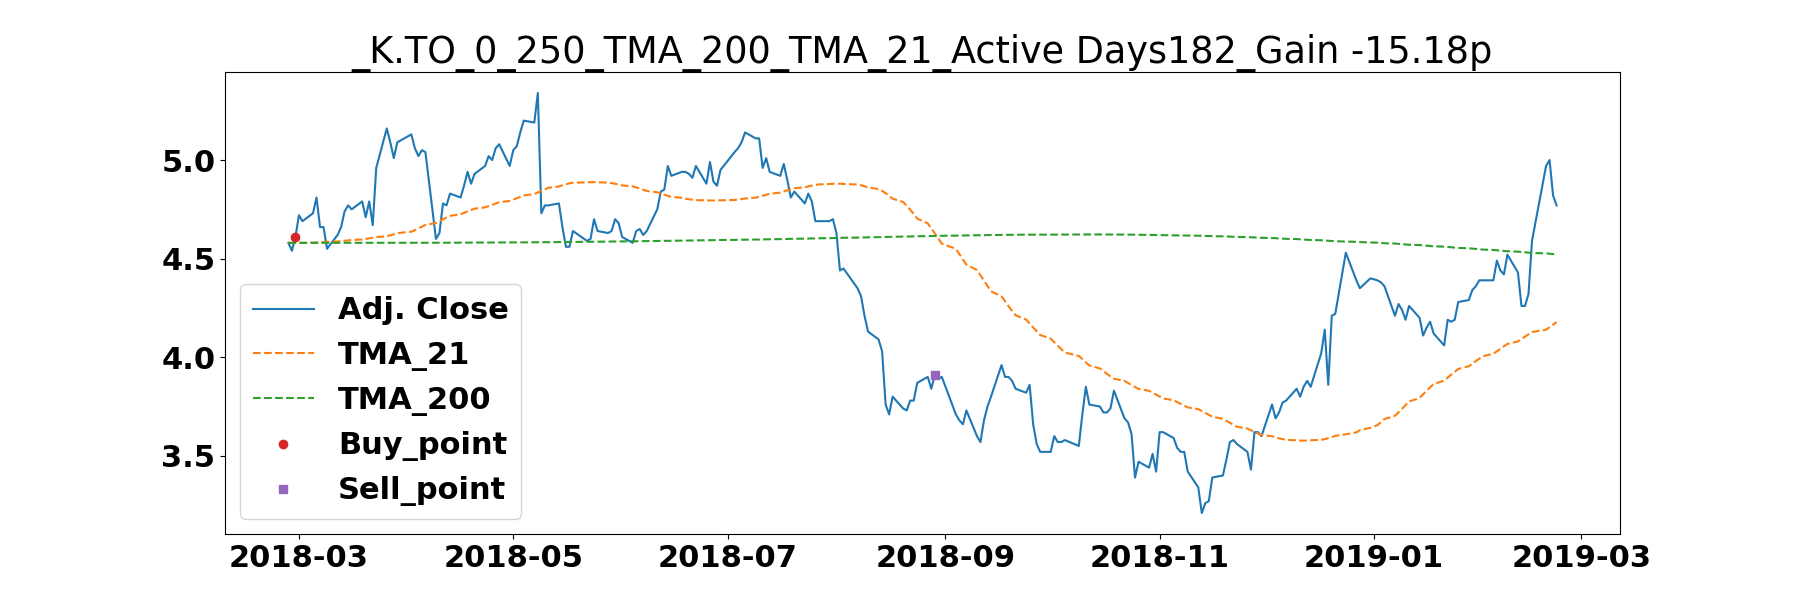 _K.TO_0_250_TMA_200_TMA_21_Active Days182_Gain -15.18p
5.0
4.5
4.0
3.5
Adj. Close
TMA_21
TMA_200
Buy_point
Sell_point
2018-03 2018-05 2018-07 2018-09 2018-11 2019-01 2019-03